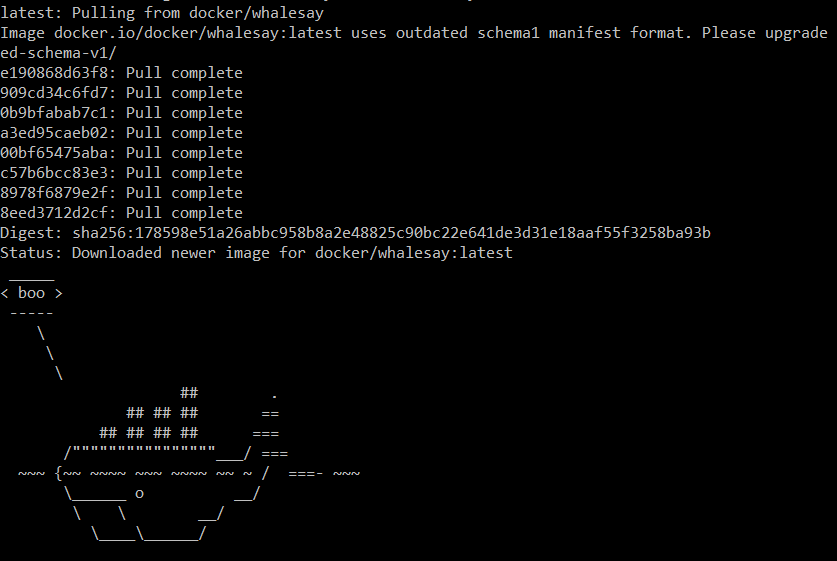 latest: Pulling from docker/whalesay
Image docker.io/docker/whalesay:latest uses outdated schema1 manifest format. Please upgrade
ed-schema-v1/
e190868d63f8: Pull complete
909cd34c6fd7: Pull complete
0b9bfabab7c1: Pull complete
a3ed95caeb02: Pull complete
00bf65475aba: Pull complete
c57b6bcc83e3: Pull complete
8978f6879e2f: Pull complete
8eed3712d2cf: Pull complete
Digest: sha256:178598e51a26abbc958b8a2e48825c90bc22e641de3d31e18aaf55f3258ba93b
Status: Downloaded newer image for docker/whalesay:latest
 _____
< boo >
 -----
    \
     \
      \
                    ##        .
              ## ## ##       ==
           ## ## ## ##      ===
       /""""""""""""""""___/ ===
  ~~~ {~~ ~~~~ ~~~ ~~~~ ~~ ~ /  ===- ~~~
       \______ o          __/
        \    \        __/
          \____\______/